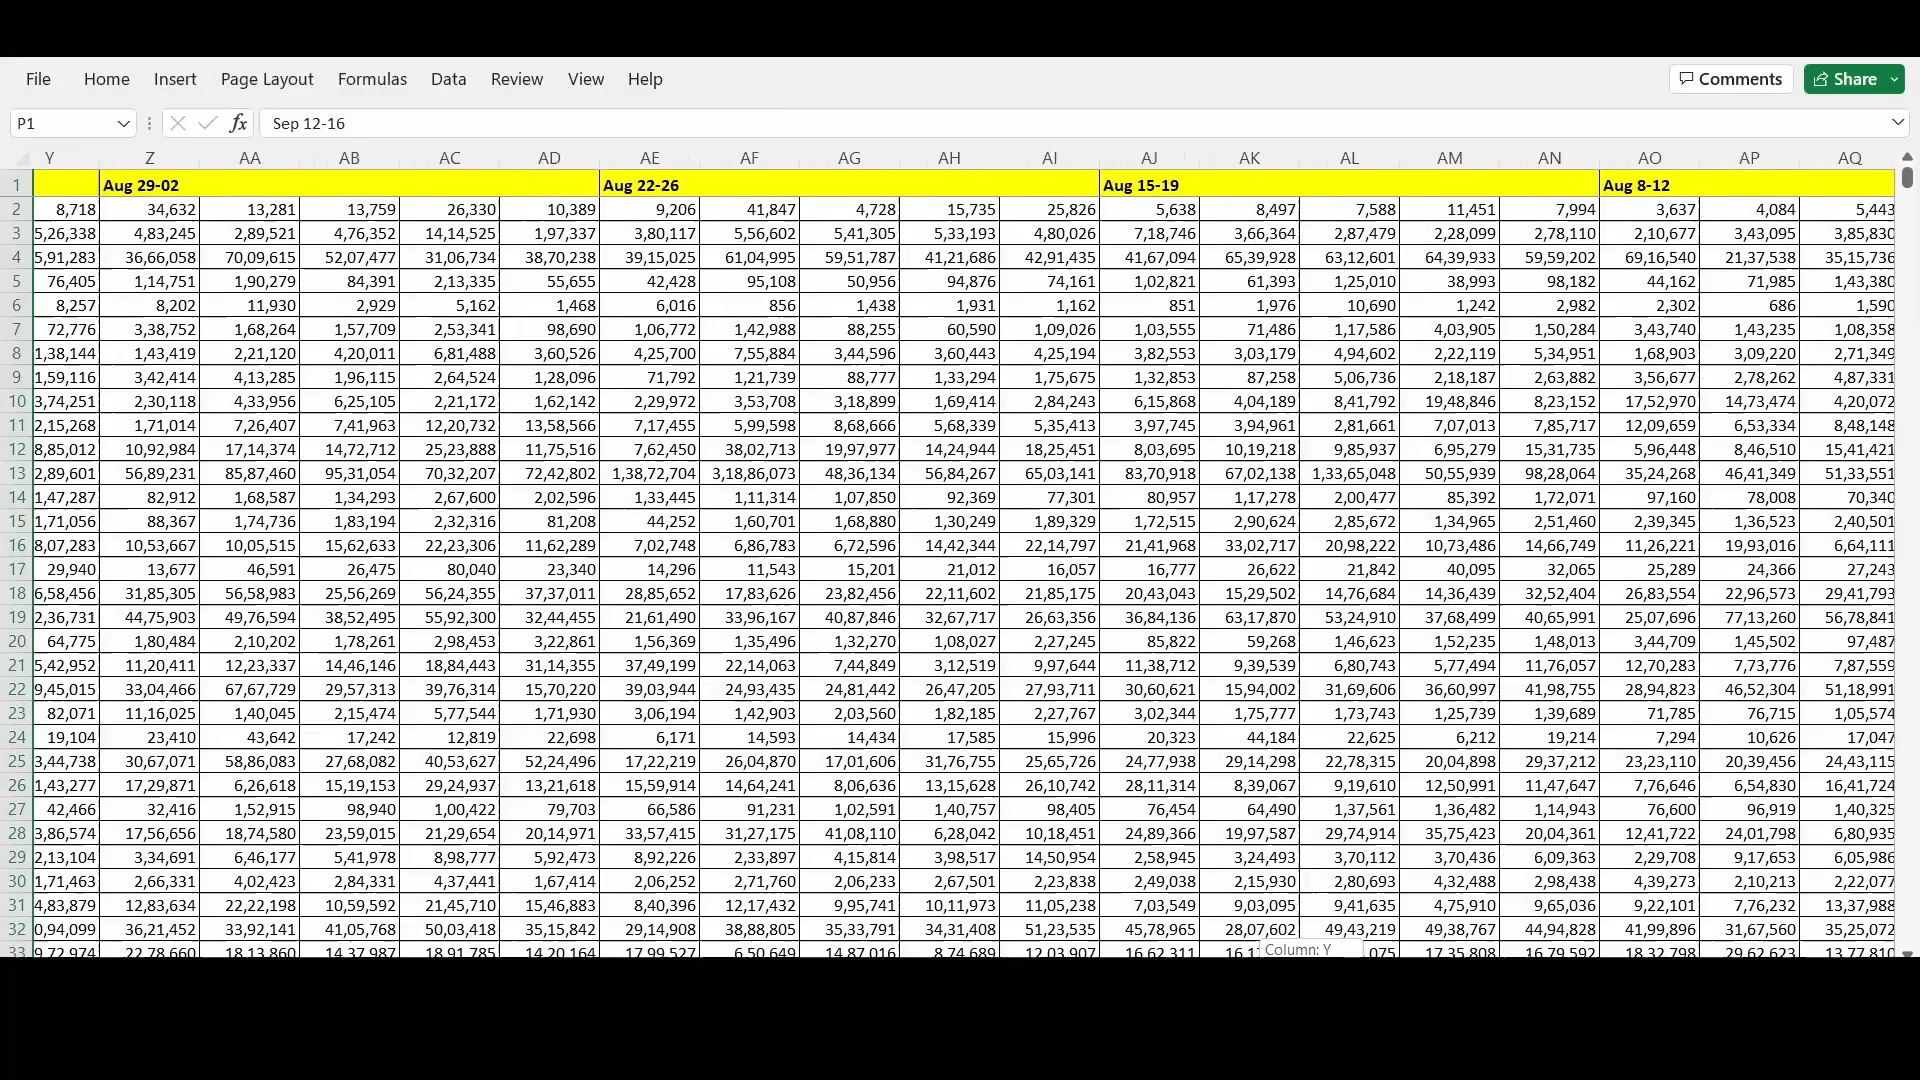 File Home Insert Page Layout Formulas Data Review View Help Comments Share
P1 fx Sep 12-16
Y Z AA AB AC AD AE AF AG AH AI AJ AK AL AM AN AO AP AQ
1 Aug 29-02 Aug 22-26 Aug 15-19 Aug 8-12
2 8,718 34,632 13,281 13,759 26,330 10,389 9,206 41,847 4,728 15,735 25,826 5,638 8,497 7,588 11,451 7,994 3,637 4,084 5,443
3 5,26,338 4,83,245 2,89,521 4,76,352 14,14,525 1,97,337 3,80,117 5,56,602 5,41,305 5,33,193 4,80,026 7,18,746 3,66,364 2,87,479 2,28,099 2,78,110 2,10,677 3,43,095 3,85,830
4 5,91,283 36,66,058 70,09,615 52,07,477 31,06,734 38,70,238 39,15,025 61,04,995 59,51,787 41,21,686 42,91,435 41,67,094 65,39,928 63,12,601 64,39,933 59,59,202 69,16,540 21,37,538 35,15,736
5 76,405 1,14,751 1,90,279 84,391 2,13,335 55,655 42,428 95,108 50,956 94,876 74,161 1,02,821 61,393 1,25,010 38,993 98,182 44,162 71,985 1,43,380
6 8,257 8,202 11,930 2,929 5,162 1,468 6,016 856 1,438 1,931 1,162 851 1,976 10,690 1,242 2,982 2,302 686 1,590
7 72,776 3,38,752 1,68,264 1,57,709 2,53,341 98,690 1,06,772 1,42,988 88,255 60,590 1,09,026 1,03,555 71,486 1,17,586 4,03,905 1,50,284 3,43,740 1,43,235 1,08,358
8 1,38,144 1,43,419 2,21,120 4,20,011 6,81,488 3,60,526 4,25,700 7,55,884 3,44,596 3,60,443 4,25,194 3,82,553 3,03,179 4,94,602 2,22,119 5,34,951 1,68,903 3,09,220 2,71,349
9 1,59,116 3,42,414 4,13,285 1,96,115 2,64,524 1,28,096 71,792 1,21,739 88,777 1,33,294 1,75,675 1,32,853 87,258 5,06,736 2,18,187 2,63,882 3,56,677 2,78,262 4,87,331
10 3,74,251 2,30,118 4,33,956 6,25,105 2,21,172 1,62,142 2,29,972 3,53,708 3,18,899 1,69,414 2,84,243 6,15,868 4,04,189 8,41,792 19,48,846 8,23,152 17,52,970 14,73,474 4,20,072
11 2,15,268 1,71,014 7,26,407 7,41,963 12,20,732 13,58,566 7,17,455 5,99,598 8,68,666 5,68,339 5,35,413 3,97,745 3,94,961 2,81,661 7,07,013 7,85,717 12,09,659 6,53,334 8,48,148
12 8,85,012 10,92,984 17,14,374 14,72,712 25,23,888 11,75,516 7,62,450 38,02,713 19,97,977 14,24,944 18,25,451 8,03,695 10,19,218 9,85,937 6,95,279 15,31,735 5,96,448 8,46,510 15,41,421
13 2,89,601 56,89,231 85,87,460 95,31,054 70,32,207 72,42,802 1,38,72,704 3,18,86,073 48,36,134 56,84,267 65,03,141 83,70,918 67,02,138 1,33,65,048 50,55,939 98,28,064 35,24,268 46,41,349 51,33,551
14 1,47,287 82,912 1,68,587 1,34,293 2,67,600 2,02,596 1,33,445 1,11,314 1,07,850 92,369 77,301 80,957 1,17,278 2,00,477 85,392 1,72,071 97,160 78,008 70,340
15 1,71,056 88,367 1,74,736 1,83,194 2,32,316 81,208 44,252 1,60,701 1,68,880 1,30,249 1,89,329 1,72,515 2,90,624 2,85,672 1,34,965 2,51,460 2,39,345 1,36,523 2,40,501
16 8,07,283 10,53,667 10,05,515 15,62,633 22,23,306 11,62,289 7,02,748 6,86,783 6,72,596 14,42,344 22,14,797 21,41,968 33,02,717 20,98,222 10,73,486 14,66,749 11,26,221 19,93,016 6,64,111
17 29,940 13,677 46,591 26,475 80,040 23,340 14,296 11,543 15,201 21,012 16,057 16,777 26,622 21,842 40,095 32,065 25,289 24,366 27,243
18 6,58,456 31,85,305 56,58,983 25,56,269 56,24,355 37,37,011 28,85,652 17,83,626 23,82,456 22,11,602 21,85,175 20,43,043 15,29,502 14,76,684 14,36,439 32,52,404 26,83,554 22,96,573 29,41,793
19 2,36,731 44,75,903 49,76,594 38,52,495 55,92,300 32,44,455 21,61,490 33,96,167 40,87,846 32,67,717 26,63,356 36,84,136 63,17,870 53,24,910 37,68,499 40,65,991 25,07,696 77,13,260 56,78,841
20 64,775 1,80,484 2,10,202 1,78,261 2,98,453 3,22,861 1,56,369 1,35,496 1,32,270 1,08,027 2,27,245 85,822 59,268 1,46,623 1,52,235 1,48,013 3,44,709 1,45,502 97,487
21 5,42,952 11,20,411 12,23,337 14,46,146 18,84,443 31,14,355 37,49,199 22,14,063 7,44,849 3,12,519 9,97,644 11,38,712 9,39,539 6,80,743 5,77,494 11,76,057 12,70,283 7,73,776 7,87,559
22 9,45,015 33,04,466 67,67,729 29,57,313 39,76,314 15,70,220 39,03,944 24,93,435 24,81,442 26,47,205 27,93,711 30,60,621 15,94,002 31,69,606 36,60,997 41,98,755 28,94,823 46,52,304 51,18,991
23 82,071 11,16,025 1,40,045 2,15,474 5,77,544 1,71,930 3,06,194 1,42,903 2,03,560 1,82,185 2,27,767 3,02,344 1,75,777 1,73,743 1,25,739 1,39,689 71,785 76,715 1,05,574
24 19,104 23,410 43,642 17,242 12,819 22,698 6,171 14,593 14,434 17,585 15,996 20,323 44,184 22,625 6,212 19,214 7,294 10,626 17,047
25 3,44,738 30,67,071 58,86,083 27,68,082 40,53,627 52,24,496 17,22,219 26,04,870 17,01,606 31,76,755 25,65,726 24,77,938 29,14,298 22,78,315 20,04,898 29,37,212 23,23,110 20,39,456 24,43,115
26 1,43,277 17,29,871 6,26,618 15,19,153 29,24,937 13,21,618 15,59,914 14,64,241 8,06,636 13,15,628 26,10,742 28,11,314 8,39,067 9,19,610 12,50,991 11,47,647 7,76,646 6,54,830 16,41,724
27 42,466 32,416 1,52,915 98,940 1,00,422 79,703 66,586 91,231 1,02,591 1,40,757 98,405 76,454 64,490 1,37,561 1,36,482 1,14,943 76,600 96,919 1,40,325
28 3,86,574 17,56,656 18,74,580 23,59,015 21,29,654 20,14,971 33,57,415 31,27,175 41,08,110 6,28,042 10,18,451 24,89,366 19,97,587 29,74,914 35,75,423 20,04,361 12,41,722 24,01,798 6,80,935
29 2,13,104 3,34,691 6,46,177 5,41,978 8,98,777 5,92,473 8,92,226 2,33,897 4,15,814 3,98,517 14,50,954 2,58,945 3,24,493 3,70,112 3,70,436 6,09,363 2,29,708 9,17,653 6,05,986
30 1,71,463 2,66,331 4,02,423 2,84,331 4,37,441 1,67,414 2,06,252 2,71,760 2,06,233 2,67,501 2,23,838 2,49,038 2,15,930 2,80,693 4,32,488 2,98,438 4,39,273 2,10,213 2,22,077
31 4,83,879 12,83,634 22,22,198 10,59,592 21,45,710 15,46,883 8,40,396 12,17,432 9,95,741 10,11,973 11,05,238 7,03,549 9,03,095 9,41,635 4,75,910 9,65,036 9,22,101 7,76,232 13,37,988
32 0,94,099 36,21,452 33,92,141 41,05,768 50,03,418 35,15,842 29,14,908 38,88,805 35,33,791 34,31,408 51,23,535 45,78,965 28,07,602 49,43,219 49,38,767 44,94,828 41,99,896 31,67,560 35,25,072
33 9,72,974 22,78,660 18,13,860 14,37,987 18,91,785 14,20,164 17,99,527 6,50,649 14,87,016 8,74,689 12,03,907 16,62,311 16,1 075 17,35,808 16,79,592 18,32,798 29,62,623 13,77,810
Column: Y